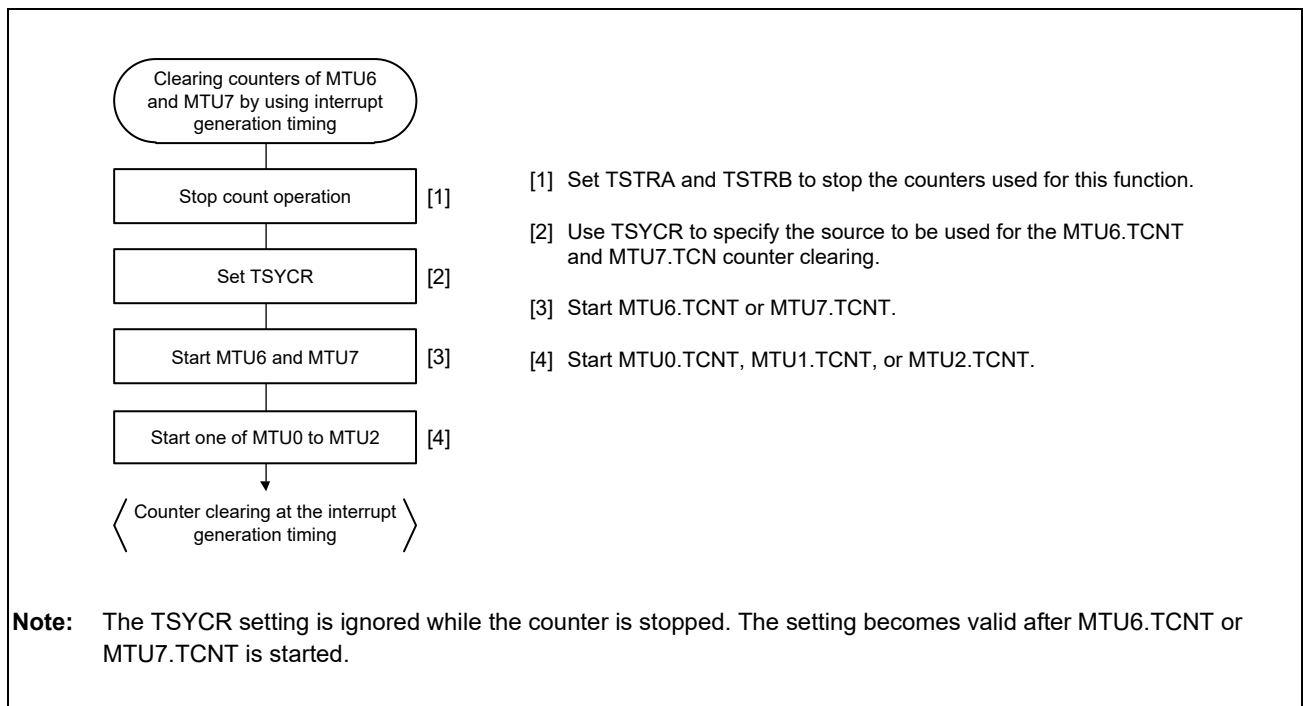 Clearing counters of MTU6
and MTU7 by using interrupt
generation timing
Stop count operation
[1]
Set TSYCR
[2]
Start MTU6 and MTU7
[3]
Start one of MTU0 to MTU2
[4]
Counter clearing at the interrupt
generation timing
[1] Set TSTRA and TSTRB to stop the counters used for this function.
[2] Use TSYCR to specify the source to be used for the MTU6.TCNT
and MTU7.TCN counter clearing.
[3] Start MTU6.TCNT or MTU7.TCNT.
[4] Start MTU0.TCNT, MTU1.TCNT, or MTU2.TCNT.
Note: The TSYCR setting is ignored while the counter is stopped. The setting becomes valid after MTU6.TCNT or
MTU7.TCNT is started.